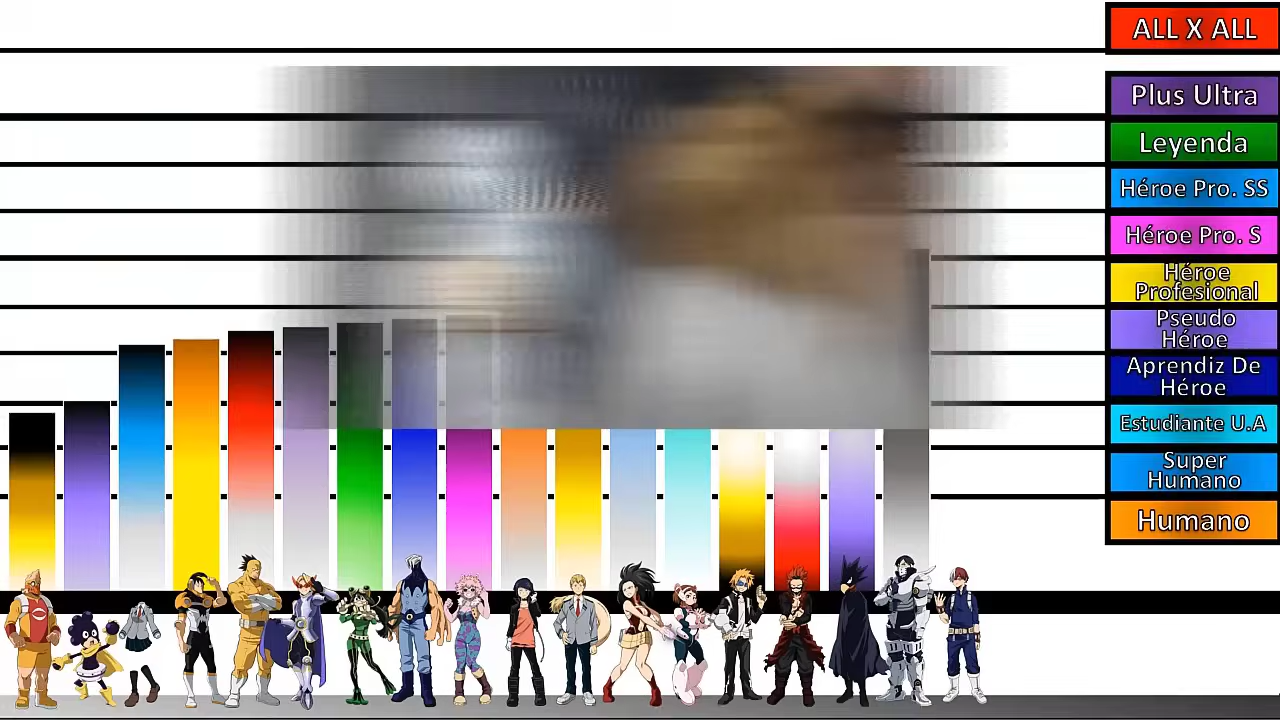 ALL X ALL
Plus Ultra
Leyenda
Héroe Pro. SS
Héroe Pro. S
Héroe
Profesional
Pseudo
Héroe
Aprendiz De
Héroe
Estudiante U.A
Super
Humano
Humano